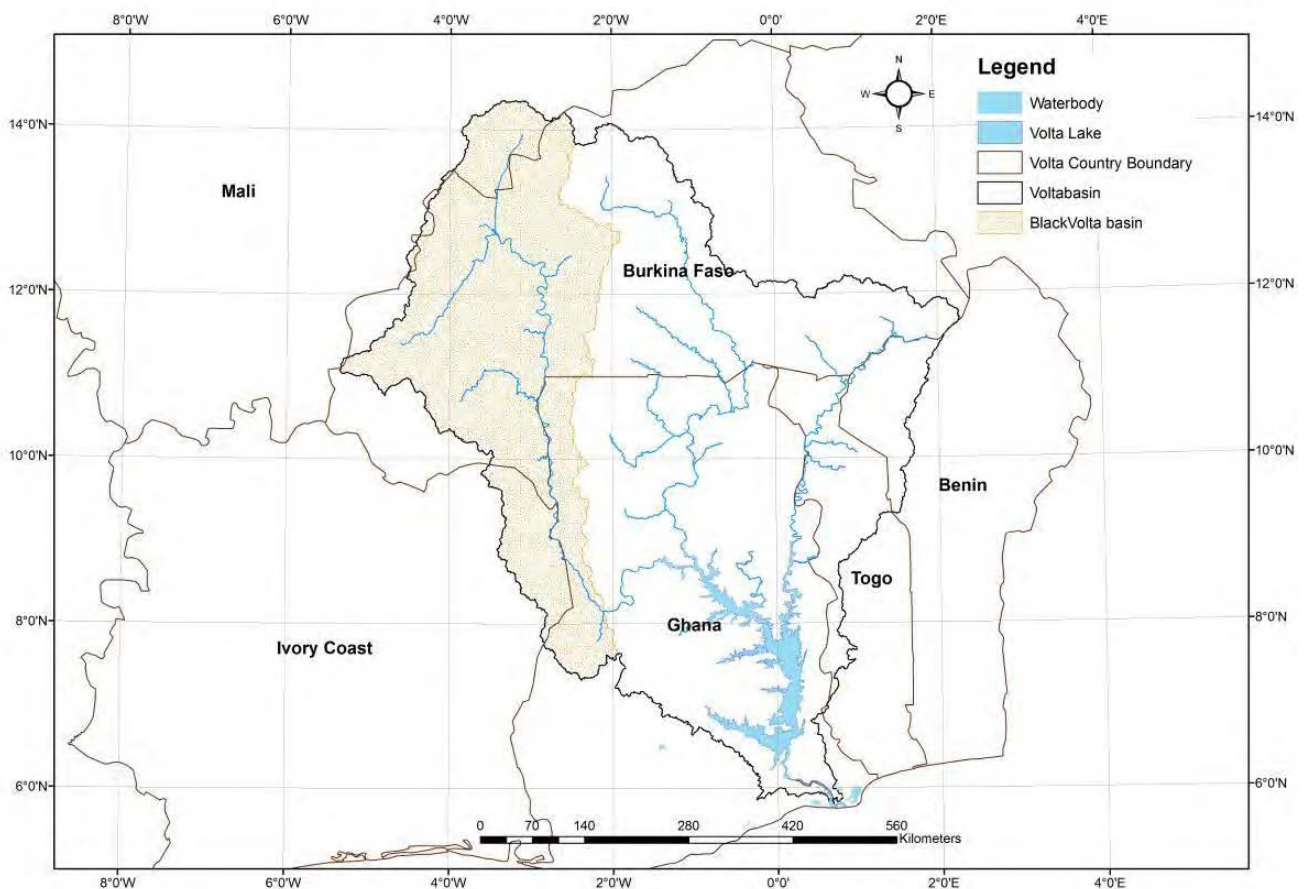 8°0'W 6°0'W 4°0'W 2°0'W 0°0' 2°0'E 4°0'E
N
W E
S
Legend
Waterbody
Volta Lake
Volta Country Boundary
Voltabasin
BlackVolta basin
14°0'N 14°0'N
Mali
Burkina Faso
12°0'N 12°0'N
10°0'N 10°0'N
Benin
Togo
8°0'N 8°0'N
Ghana
Ivory Coast
6°0'N 6°0'N
0 70 140 280 420 560
Kilometers
8°0'W 6°0'W 4°0'W 2°0'W 0°0' 2°0'E 4°0'E